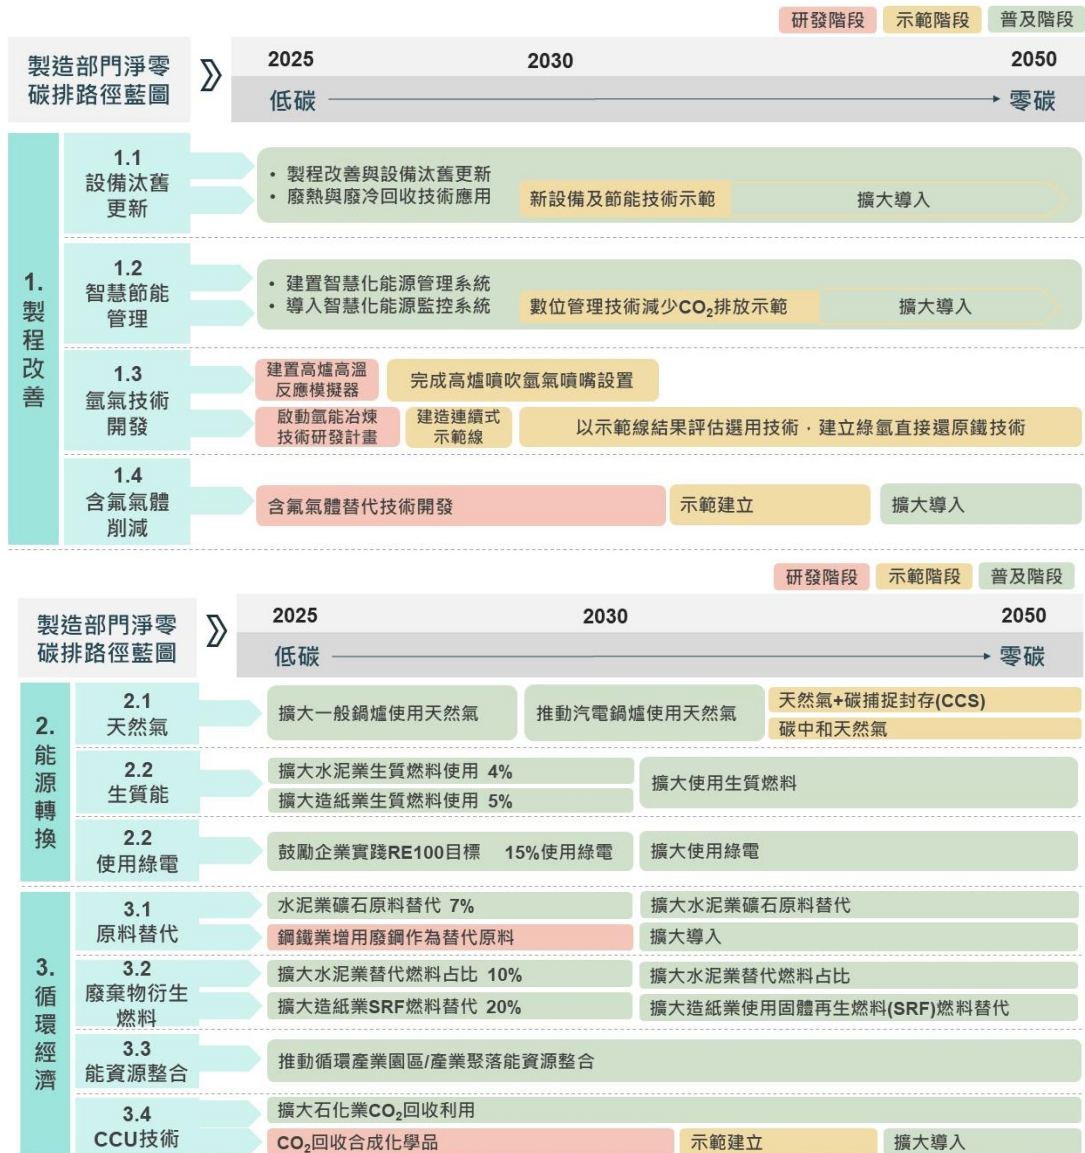 研發階段 示範階段 普及階段
製造部門淨零
碳排路徑藍圖
2025 2030 2050
低碳 零碳
1.
製程改善
1.1
設備汰舊
更新
• 製程改善與設備汰舊更新
• 廢熱與廢冷回收技術應用
新設備及節能技術示範 擴大導入
1.2
智慧節能
管理
• 建置智慧化能源管理系統
• 導入智慧化能源監控系統
數位管理技術減少CO₂排放示範 擴大導入
1.3
氫氣技術
開發
建置高爐高溫
反應模擬器
完成高爐噴吹氫氣噴嘴設置
啟動氫能冶煉
技術研發計畫
建造連續式
示範線
以示範線結果評估選用技術，建立綠氫直接還原鐵技術
1.4
含氟氣體
削減
含氟氣體替代技術開發 示範建立 擴大導入
研發階段 示範階段 普及階段
製造部門淨零
碳排路徑藍圖
2025 2030 2050
低碳 零碳
2.
能源轉換
2.1
天然氣
擴大一般鍋爐使用天然氣 推動汽電鍋爐使用天然氣
天然氣+碳捕捉封存(CCS)
碳中和天然氣
2.2
生質能
擴大水泥業生質燃料使用 4%
擴大造紙業生質燃料使用 5%
擴大使用生質燃料
2.2
使用綠電
鼓勵企業實踐RE100目標 15%使用綠電 擴大使用綠電
3.
循環經濟
3.1
原料替代
水泥業礦石原料替代 7% 擴大水泥業礦石原料替代
鋼鐵業增用廢鋼作為替代原料 擴大導入
3.2
廢棄物衍生
燃料
擴大水泥業替代燃料占比 10% 擴大水泥業替代燃料占比
擴大造紙業SRF燃料替代 20% 擴大造紙業使用固體再生燃料(SRF)燃料替代
3.3
能資源整合
推動循環產業園區/產業聚落能資源整合
3.4
CCU技術
擴大石化業CO₂回收利用
CO₂回收合成化學品 示範建立 擴大導入